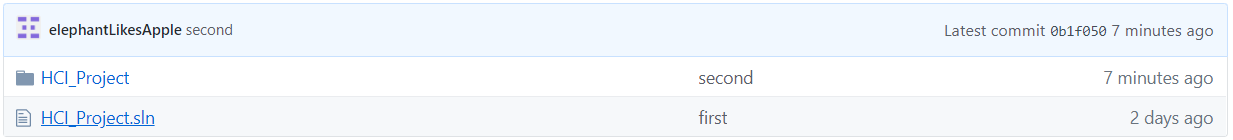 elephantLikesApple second Latest commit 0b1f050 7 minutes ago
HCI_Project second 7 minutes ago
HCI_Project.sln first 2 days ago